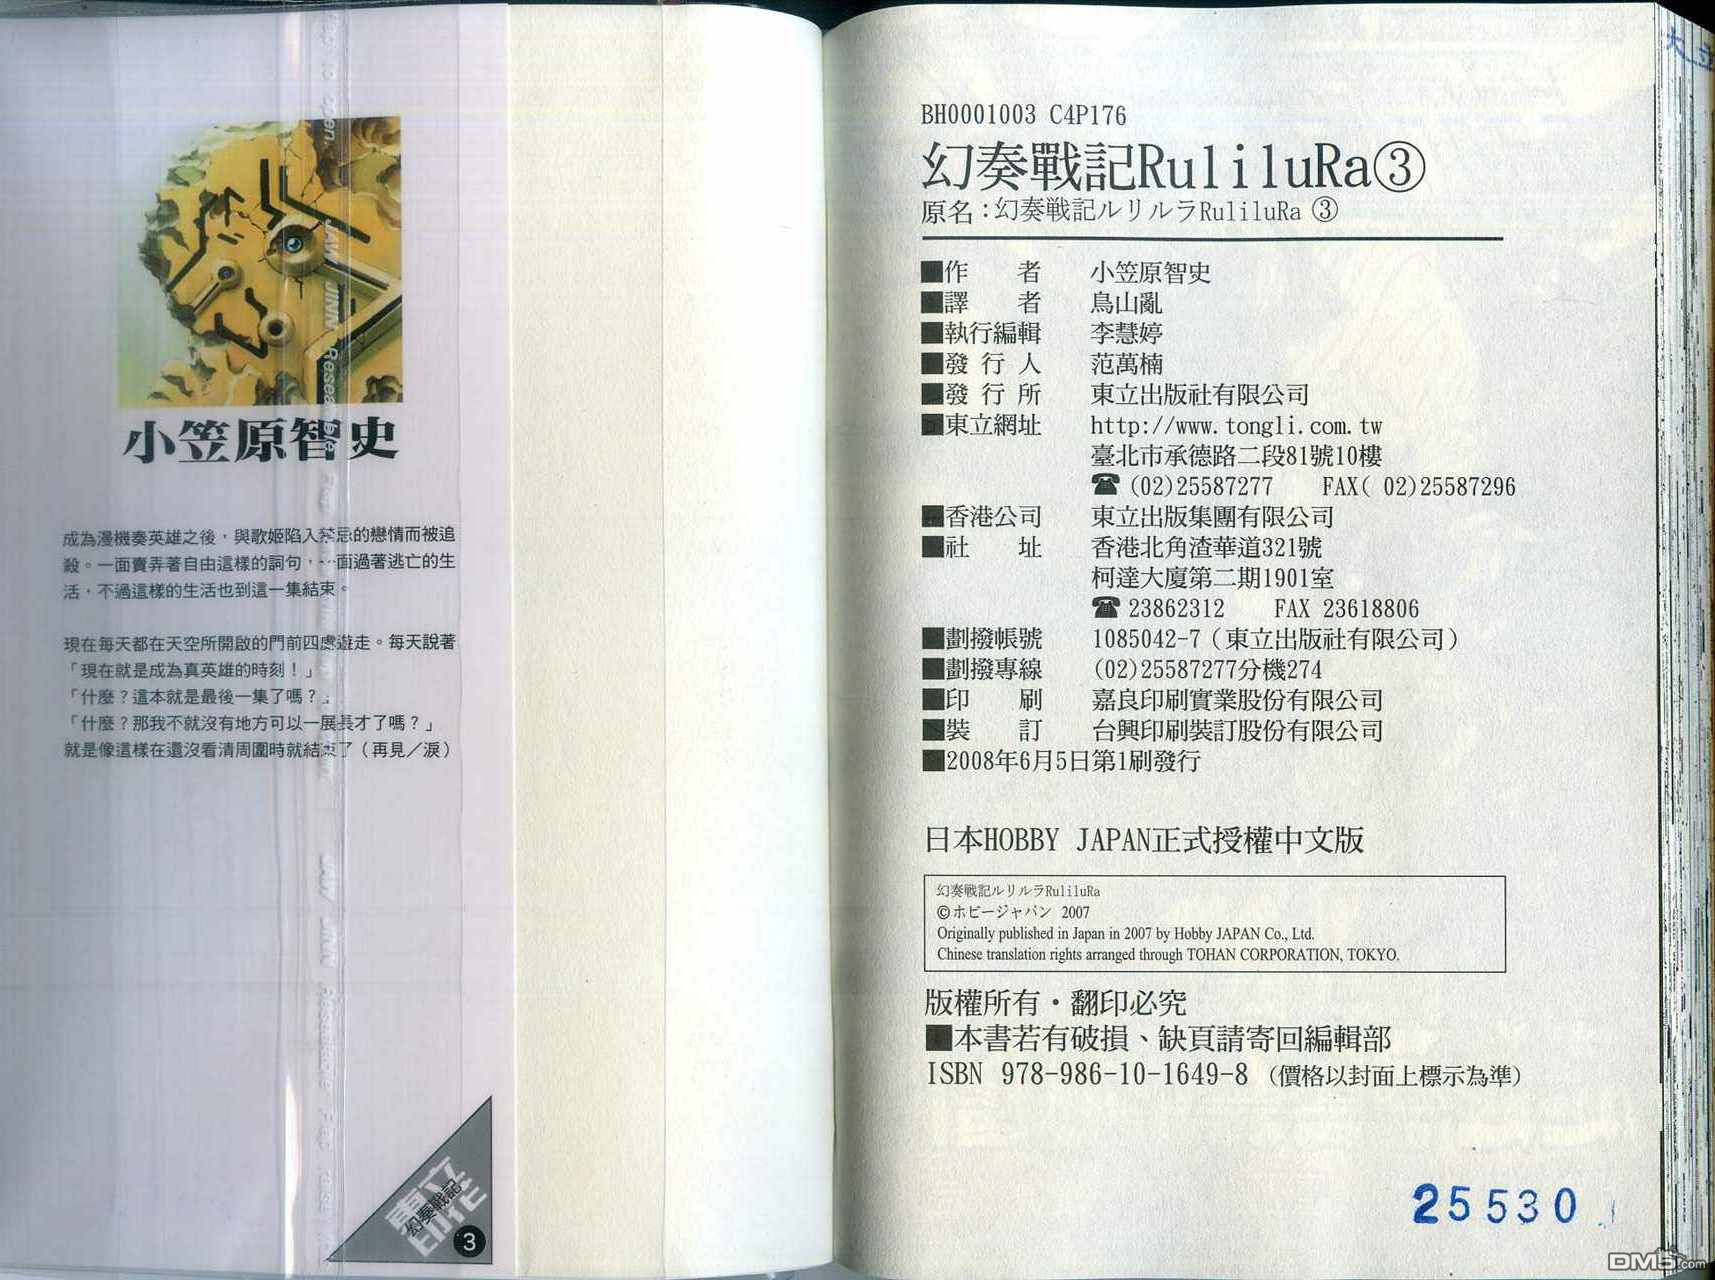 小笠原智史
成為漫機奏英雄之後，與歌姬陷入禁忌的戀情而被追
殺。一面賣弄著自由這樣的詞句，一面過著逃亡的生
活，不過這樣的生活也到這一集結束。
現在每天都在天空所開啟的門前四處遊走。每天說著
「現在就是成為真英雄的時刻！」
「什麼？這本就是最後一集了嗎？」
「什麼？那我不就沒有地方可以一展長才了嗎？」
就是像這樣在還沒看清周圍時就結束了（再見／淚）
東立
幻奏戰記
3
BH0001003 C4P176
幻奏戰記RuliluRa③
原名：幻奏戦記ルリルラRuliluRa ③
■作 者 小笠原智史
■譯 者 鳥山亂
■執行編輯 李慧婷
■發行人 范萬楠
■發行所 東立出版社有限公司
■東立網址 http://www.tongli.com.tw
臺北市承德路二段81號10樓
☎(02)25587277 FAX( 02)25587296
■香港公司 東立出版集團有限公司
■社 址 香港北角渣華道321號
柯達大廈第二期1901室
☎23862312 FAX 23618806
■劃撥帳號 1085042-7（東立出版社有限公司）
■劃撥專線 (02)25587277分機274
■印 刷 嘉良印刷實業股份有限公司
■裝 訂 台興印刷裝訂股份有限公司
■2008年6月5日第1刷發行
日本HOBBY JAPAN正式授權中文版
幻奏戦記ルリルラRuliluRa
©ホビージャパン 2007
Originally published in Japan in 2007 by Hobby JAPAN Co., Ltd.
Chinese translation rights arranged through TOHAN CORPORATION, TOKYO.
版權所有・翻印必究
■本書若有破損、缺頁請寄回編輯部
ISBN 978-986-10-1649-8（價格以封面上標示為準）
25530
DM5.com